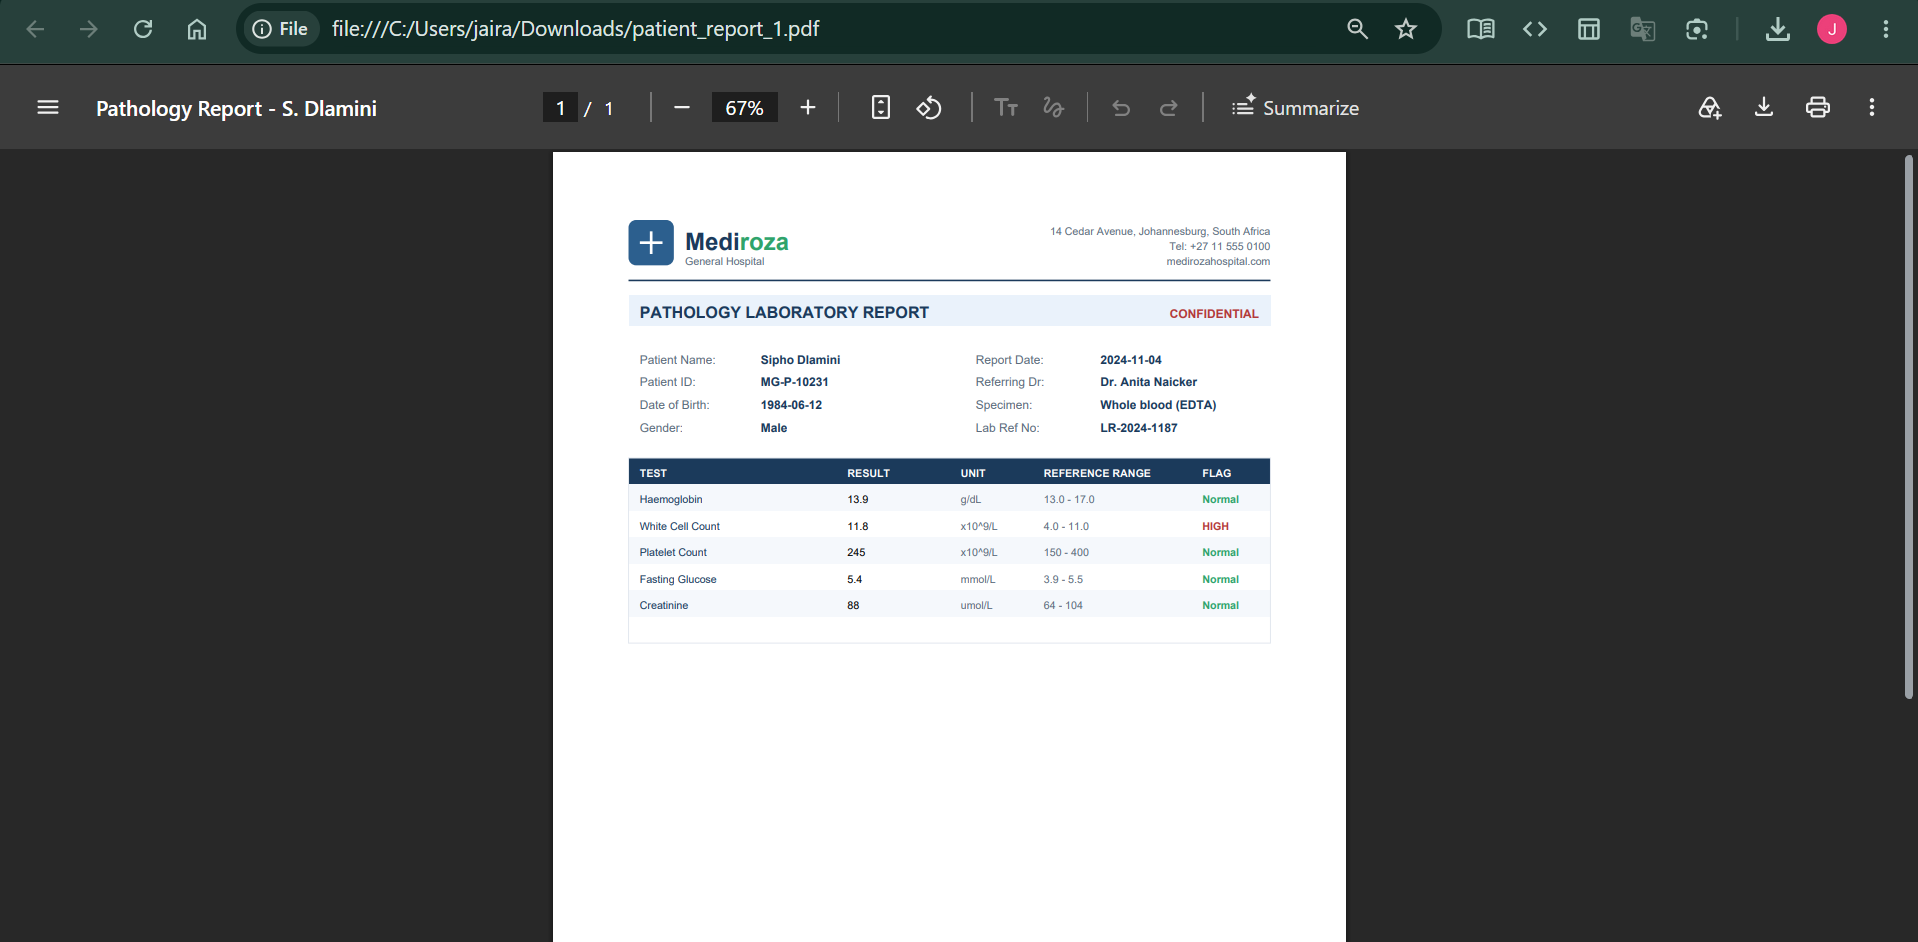 File file:///C:/Users/jaira/Downloads/patient_report_1.pdf J
Pathology Report - S. Dlamini 1 / 1 67% Summarize
Mediroza
General Hospital
14 Cedar Avenue, Johannesburg, South Africa
Tel: +27 11 555 0100
medirozahospital.com
PATHOLOGY LABORATORY REPORT CONFIDENTIAL
Patient Name: Sipho Dlamini Report Date: 2024-11-04
Patient ID: MG-P-10231 Referring Dr: Dr. Anita Naicker
Date of Birth: 1984-06-12 Specimen: Whole blood (EDTA)
Gender: Male Lab Ref No: LR-2024-1187
TEST RESULT UNIT REFERENCE RANGE FLAG
Haemoglobin 13.9 g/dL 13.0 - 17.0 Normal
White Cell Count 11.8 x10^9/L 4.0 - 11.0 HIGH
Platelet Count 245 x10^9/L 150 - 400 Normal
Fasting Glucose 5.4 mmol/L 3.9 - 5.5 Normal
Creatinine 88 umol/L 64 - 104 Normal